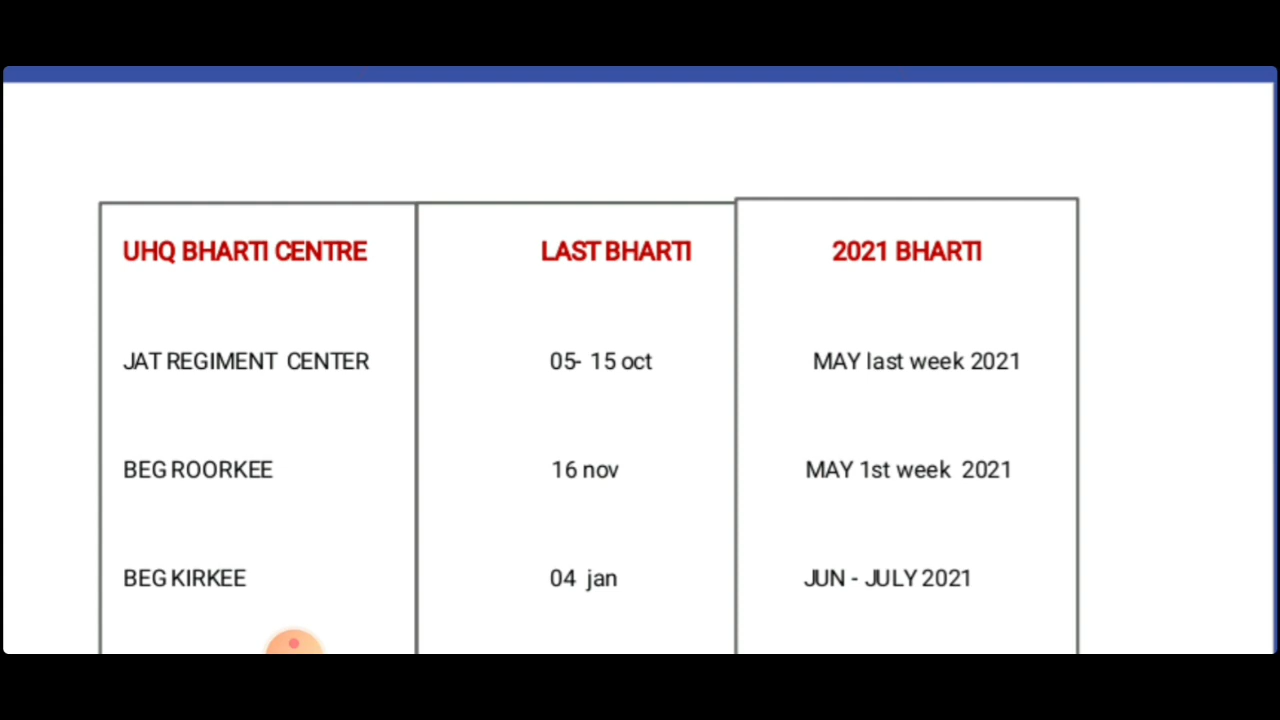 UHQ BHARTI CENTRE LAST BHARTI 2021 BHARTI
JAT REGIMENT CENTER 05- 15 oct MAY last week 2021
BEG ROORKEE 16 nov MAY 1st week 2021
BEG KIRKEE 04 jan JUN - JULY 2021